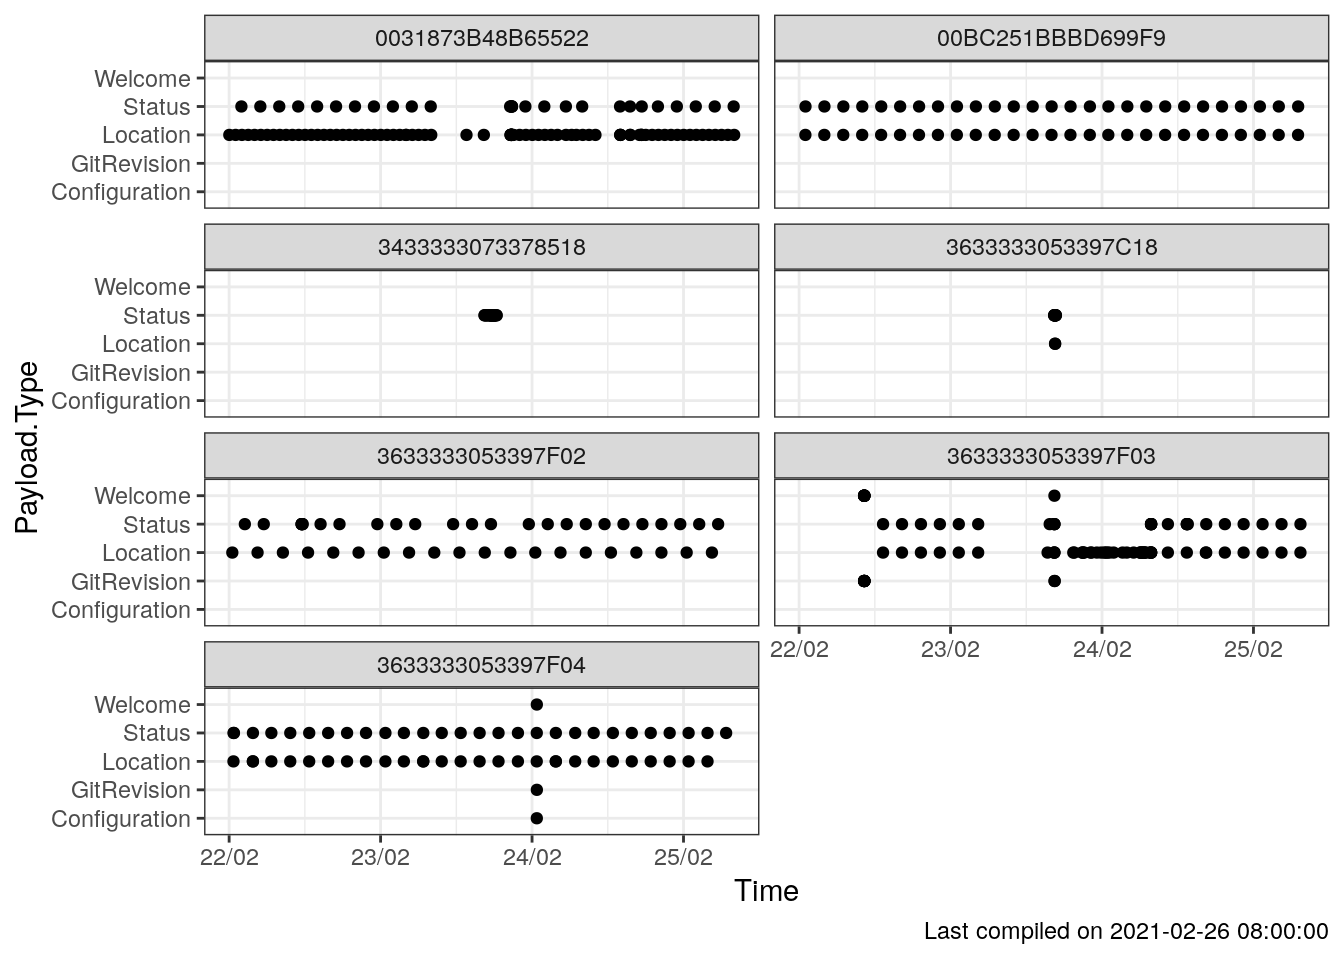 0031873B48B65522
00BC251BBBD699F9
Welcome
Status
Location
GitRevision
Configuration
3433333073378518
3633333053397C18
Welcome
Status
Location
GitRevision
Configuration
Payload.Type
3633333053397F02
3633333053397F03
Welcome
Status
Location
GitRevision
Configuration
22/02 23/02 24/02 25/02
3633333053397F04
Welcome
Status
Location
GitRevision
Configuration
22/02 23/02 24/02 25/02
Time
Last compiled on 2021-02-26 08:00:00